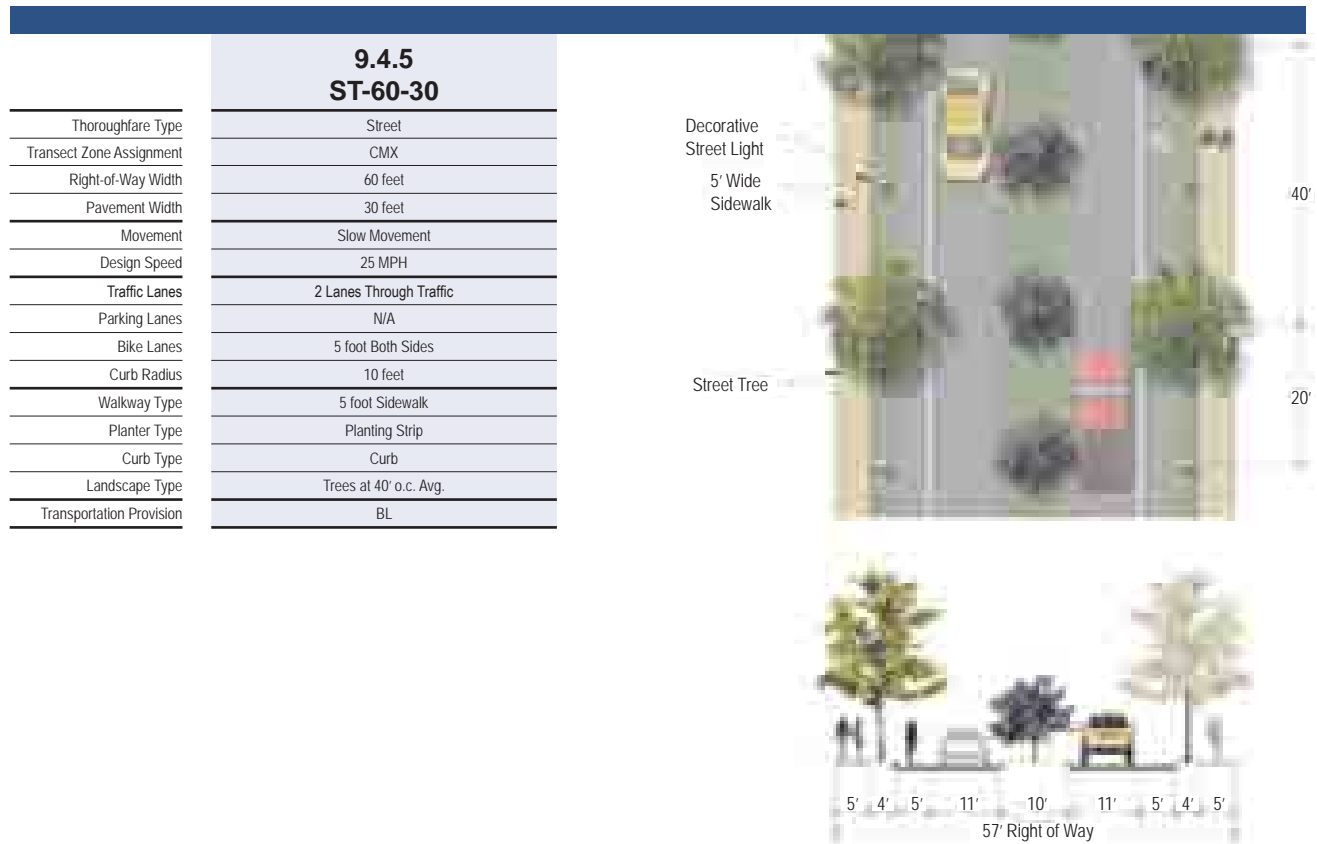 9.4.5
ST-60-30
Thoroughfare Type Street
Transect Zone Assignment CMX
Right-of-Way Width 60 feet
Pavement Width 30 feet
Movement Slow Movement
Design Speed 25 MPH
Traffic Lanes 2 Lanes Through Traffic
Parking Lanes N/A
Bike Lanes 5 foot Both Sides
Curb Radius 10 feet
Walkway Type 5 foot Sidewalk
Planter Type Planting Strip
Curb Type Curb
Landscape Type Trees at 40' o.c. Avg.
Transportation Provision BL
Decorative
Street Light
5' Wide
Sidewalk
40'
Street Tree
20'
5' 4' 5' 11' 10' 11' 5' 4' 5'
57' Right of Way